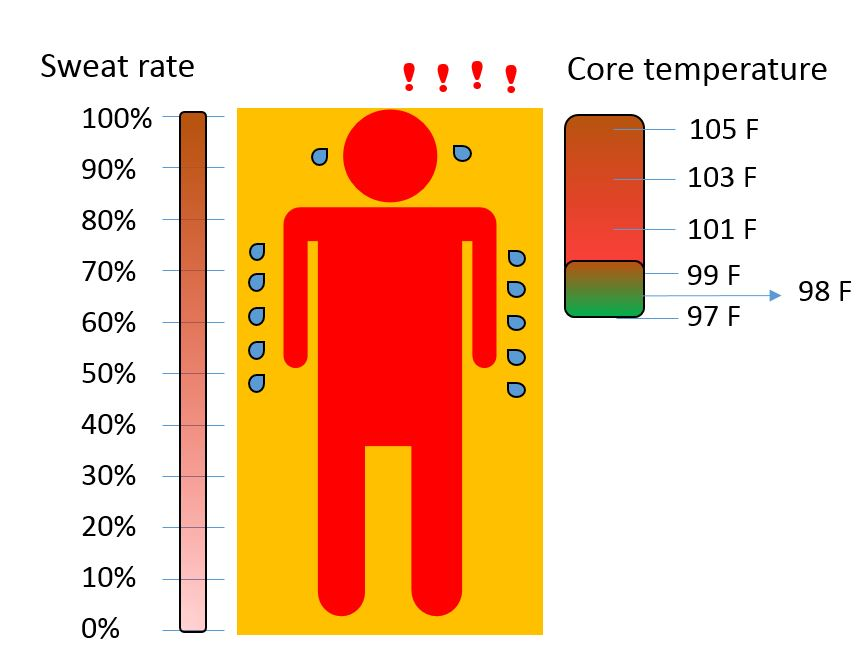 Sweat rate
100%
90%
80%
70%
60%
50%
40%
30%
20%
10%
0%
! ! ! !
Core temperature
105 F
103 F
101 F
99 F
98 F
97 F